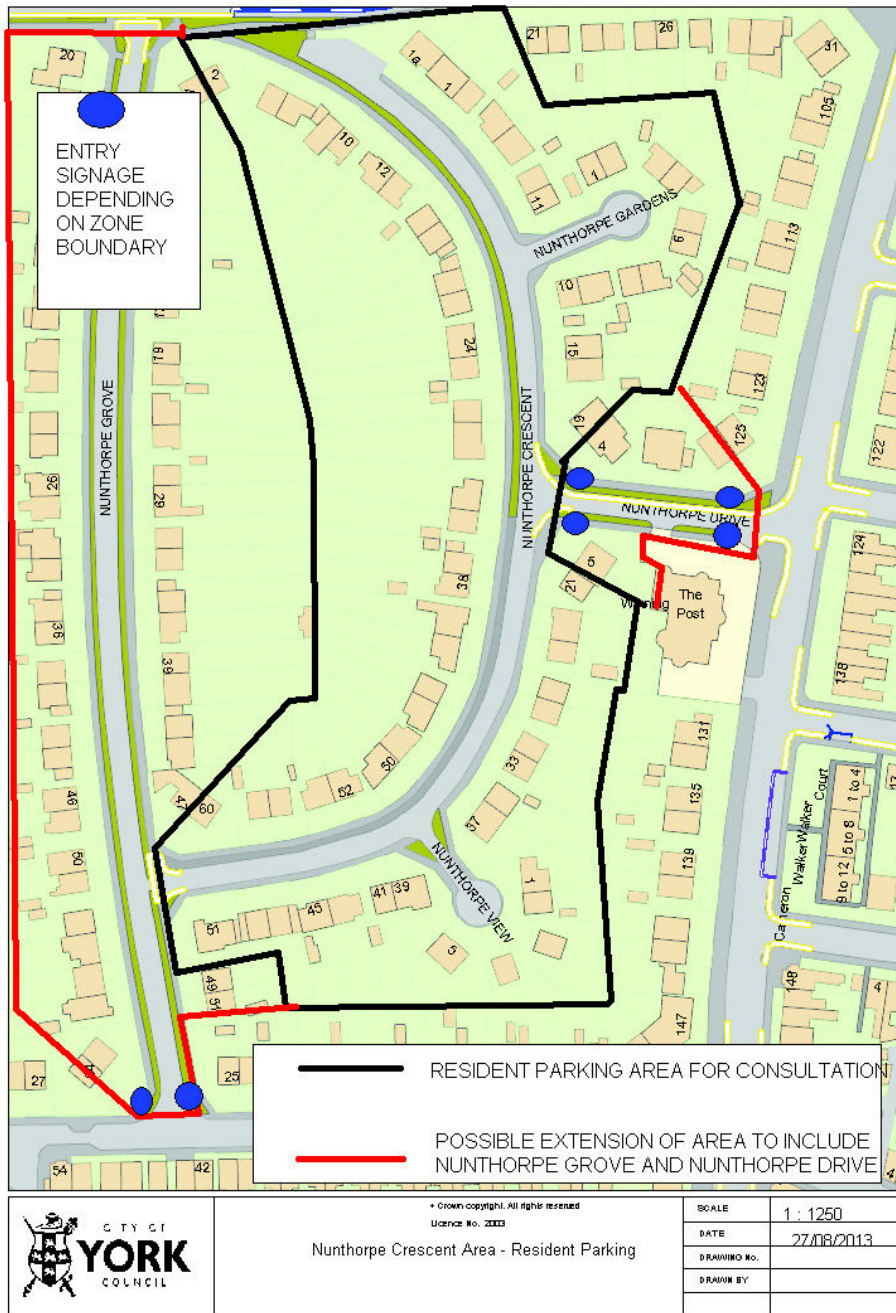 20
2
1a
1
21
26
31
105
ENTRY
SIGNAGE
DEPENDING
ON ZONE
BOUNDARY
10
12
11
1
NUNTHORPE GARDENS
6
113
10
15
24
19
123
NUNTHORPE GROVE
NUNTHORPE CRESCENT
19
4
125
122
29
29
NUNTHORPE DRIVE
124
5
21
The
Post
38
36
39
138
131
33
50
52
135
Walker
Walker
Court
1 to 4
5 to 8
9 to 12
47
60
46
57
139
50
NUNTHORPE VIEW
1
41
39
45
51
5
49
51
148
4
147
27
25
54
42
RESIDENT PARKING AREA FOR CONSULTATION
POSSIBLE EXTENSION OF AREA TO INCLUDE
NUNTHORPE GROVE AND NUNTHORPE DRIVE
CITY OF
YORK
COUNCIL
+ Crown copyright. All rights reserved
Licence No. 2003
Nunthorpe Crescent Area - Resident Parking
SCALE
1 : 1250
DATE
27/08/2013
DRAWING No.
DRAWN BY